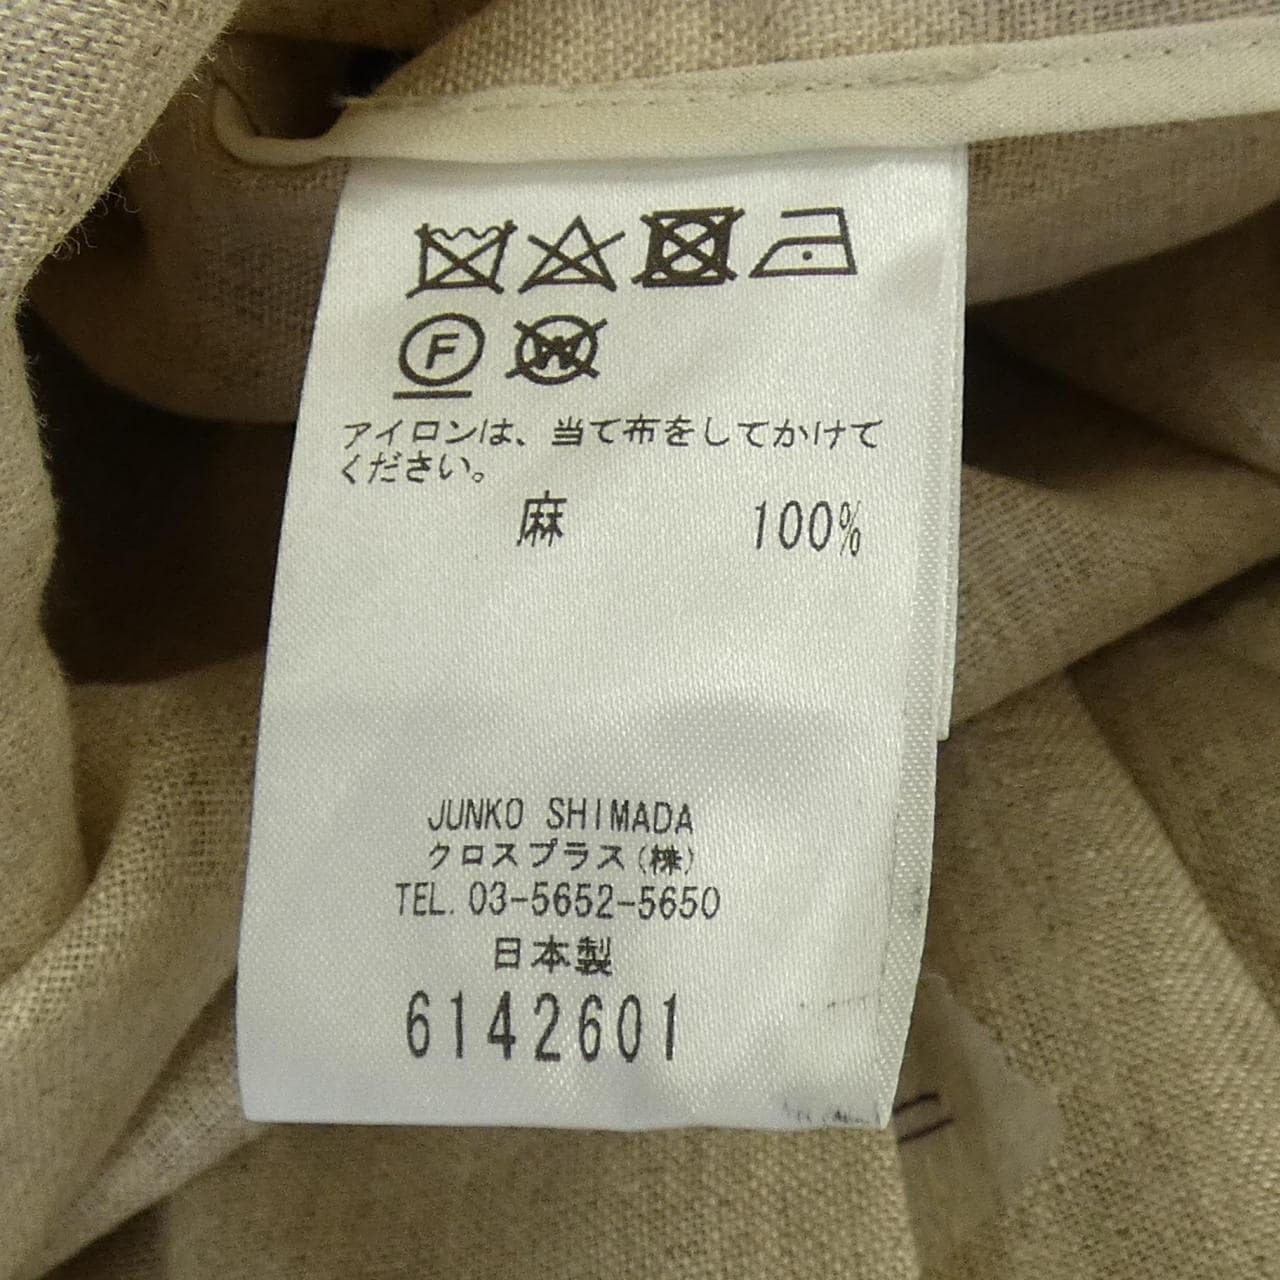 F W
アイロンは、当て布をしてかけて
ください。
麻 100%
JUNKO SHIMADA
クロスプラス(株)
TEL. 03-5652-5650
日本製
6142601